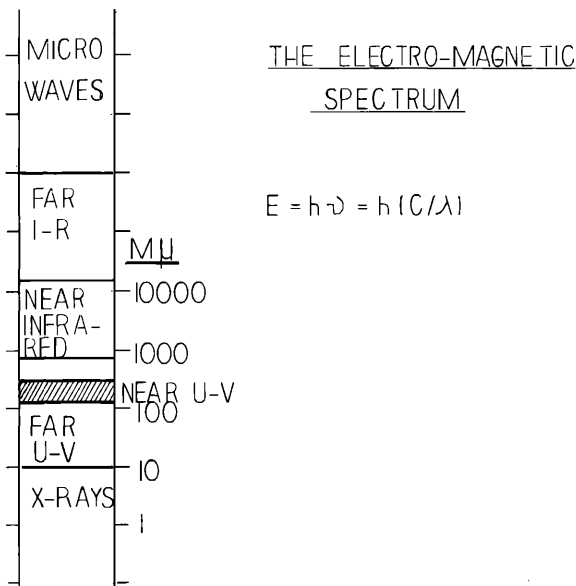 MICRO
WAVES
THE ELECTRO-MAGNETIC
SPECTRUM
FAR
I-R
E = hν = h(C/λ)
Mμ
10000
NEAR
INFRA-
RED
1000
NEAR U-V
100
FAR
U-V
10
X-RAYS
1